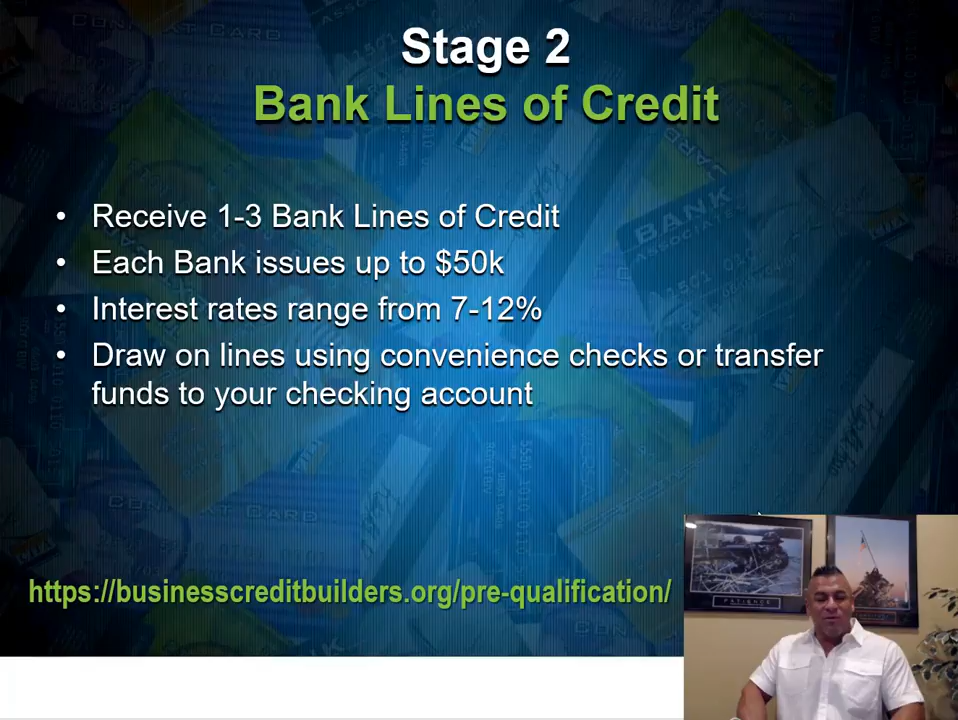 Stage 2
Bank Lines of Credit
• Receive 1-3 Bank Lines of Credit
• Each Bank issues up to $50k
• Interest rates range from 7-12%
• Draw on lines using convenience checks or transfer
funds to your checking account
https://businesscreditbuilders.org/pre-qualification/
PATIENCE